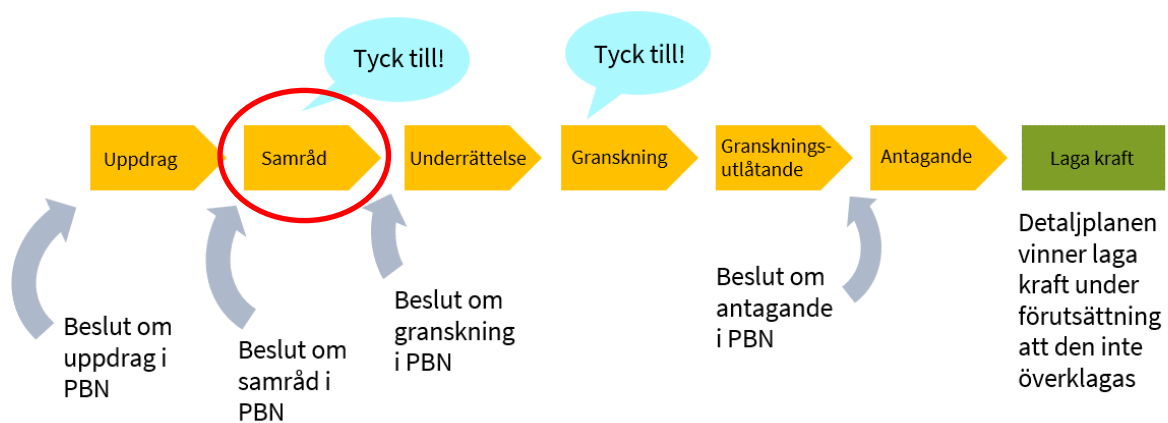 Tyck till!
Tyck till!
Uppdrag
Samråd
Underrättelse
Granskning
Gransknings-
utlåtande
Antagande
Laga kraft
Beslut om
uppdrag i
PBN
Beslut om
samråd i
PBN
Beslut om
granskning
i PBN
Beslut om
antagande
i PBN
Detaljplanen
vinner laga
kraft under
förutsättning
att den inte
överklagas